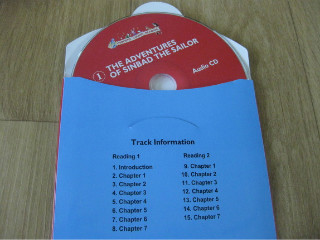 1 THE ADVENTURES
OF SINBAD THE SAILOR
Audio CD
Track Information
Reading 1
1. Introduction
2. Chapter 1
3. Chapter 2
4. Chapter 3
5. Chapter 4
6. Chapter 5
7. Chapter 6
8. Chapter 7
Reading 2
9. Chapter 1
10. Chapter 2
11. Chapter 3
12. Chapter 4
13. Chapter 5
14. Chapter 6
15. Chapter 7